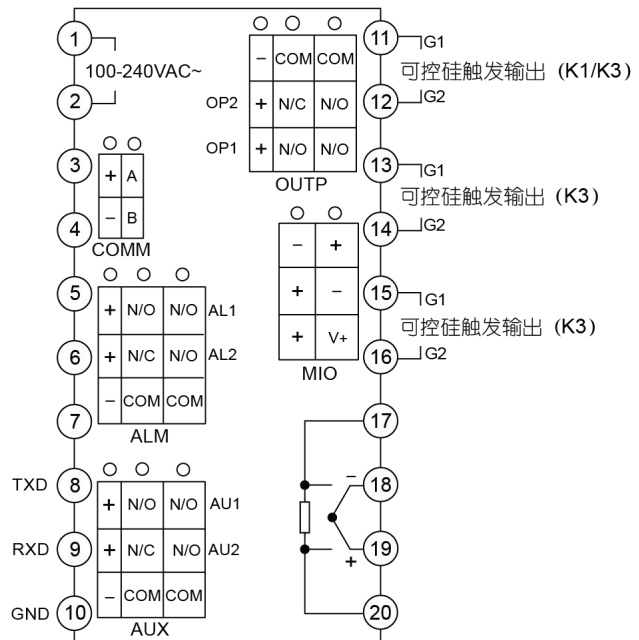 1
100-240VAC~
2
3
+ A
4
- B
COMM
5
+ N/O N/O AL1
6
+ N/C N/O AL2
7
- COM COM
ALM
TXD 8
+ N/O N/O AU1
RXD 9
+ N/C N/O AU2
GND 10
- COM COM
AUX
- COM COM
OP2 + N/C N/O
OP1 + N/O N/O
OUTP
- +
+ -
+ V+
MIO
11 G1
可控硅触发输出 (K1/K3)
12 G2
13 G1
可控硅触发输出 (K3)
14 G2
15 G1
可控硅触发输出 (K3)
16 G2
17
- 18
+ 19
20